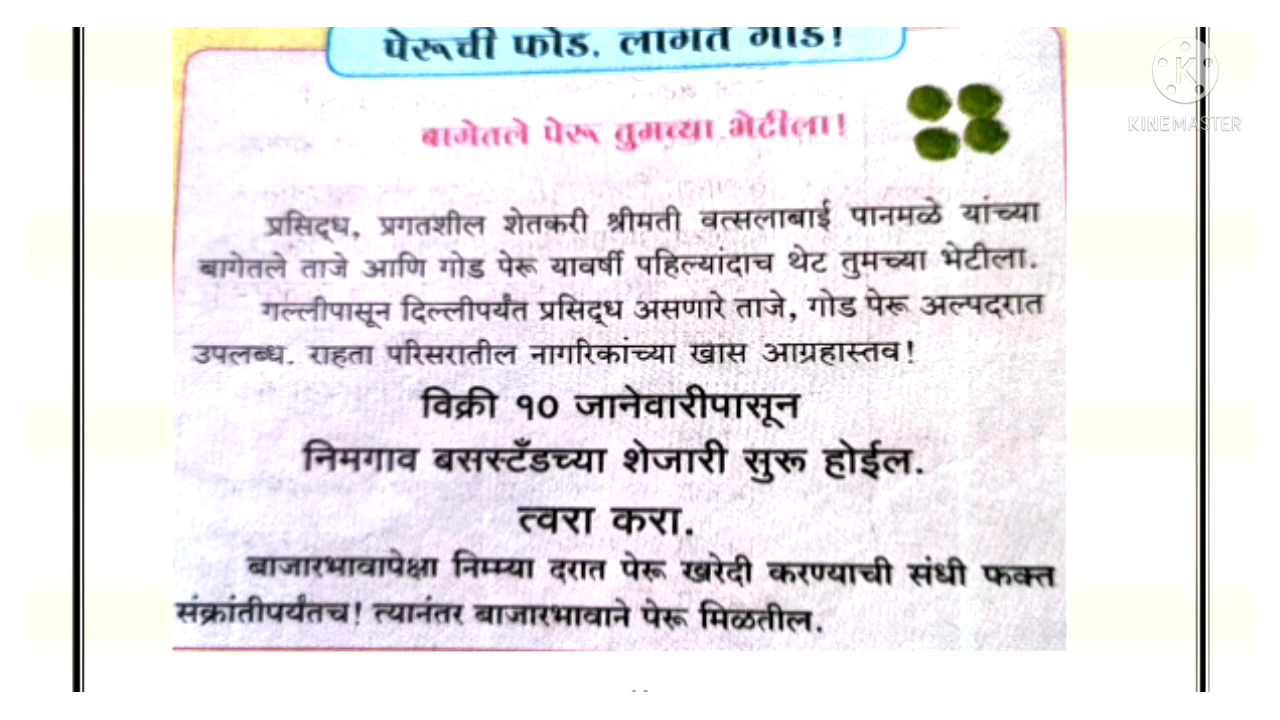 पेरूची फोड, लागते गोड!
KINEMASTER
बागेतले पेरू तुमच्या भेटीला!
प्रसिद्ध, प्रगतशील शेतकरी श्रीमती वत्सलाबाई पानमळे यांच्या
बागेतले ताजे आणि गोड पेरू यावर्षी पहिल्यांदाच थेट तुमच्या भेटीला.
गल्लीपासून दिल्लीपर्यंत प्रसिद्ध असणारे ताजे, गोड पेरू अल्पदरात
उपलब्ध. राहता परिसरातील नागरिकांच्या खास आग्रहास्तव!
विक्री १० जानेवारीपासून
निमगाव बसस्टँडच्या शेजारी सुरू होईल.
त्वरा करा.
बाजारभावापेक्षा निम्म्या दरात पेरू खरेदी करण्याची संधी फक्त
संक्रांतीपर्यंतच! त्यानंतर बाजारभावाने पेरू मिळतील.